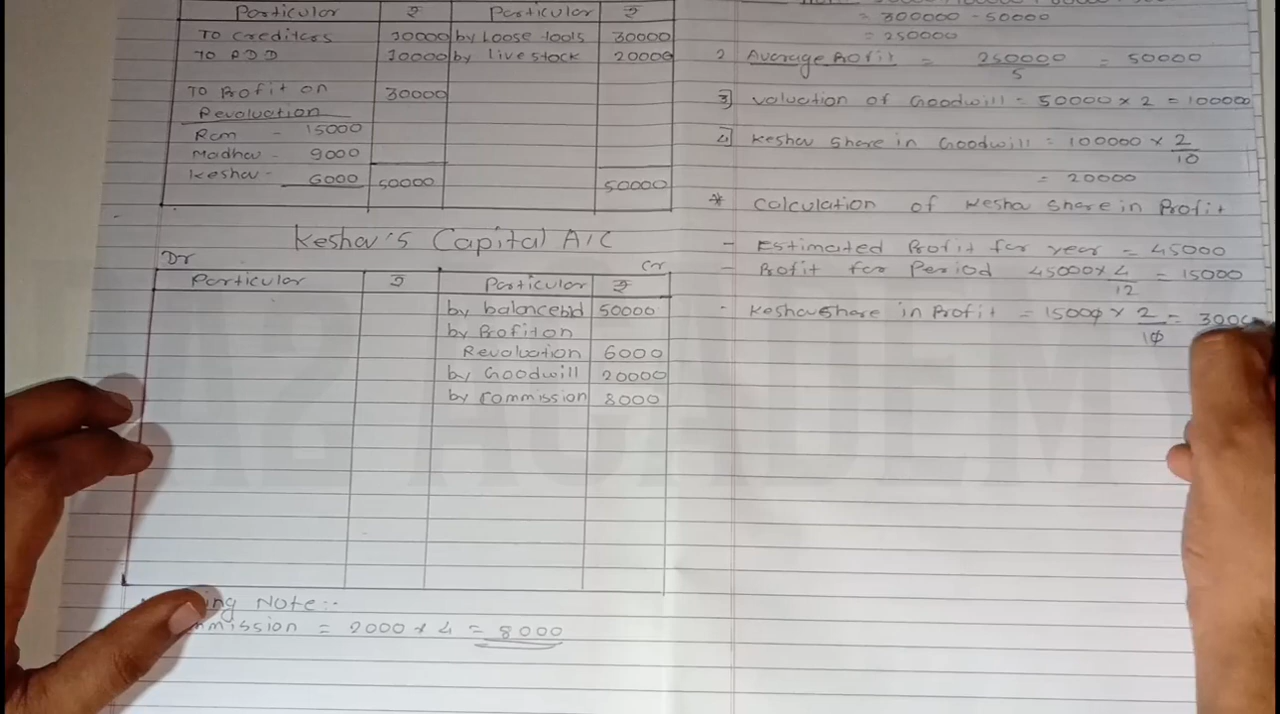 Particular ₹ Particular ₹
To Creditors 10000 by Loose tools 30000
To RDD 10000 by live stock 20000
To Profit on 30000
Revaluation
Ram - 15000
Madhav - 9000
Keshav - 6000 50000 50000
Keshav's Capital A/C
Dr Cr
Particular ₹ Particular ₹
by balance b/d 50000
by Profit on
Revaluation 6000
by Goodwill 20000
by Commission 8000
Note:-
= 2000 × 4 = 8000
= 300000 - 50000
= 250000
2 Average Profit = 250000/5 = 50000
3] valuation of Goodwill = 50000 × 2 = 100000
4] Keshav Share in Goodwill = 100000 × 2/10
= 20000
* Calculation of Keshav Share in Profit
- Estimated Profit for year = 45000
- Profit for Period 45000 × 4/12 = 15000
- Keshav Share in Profit = 15000 × 2/10 =